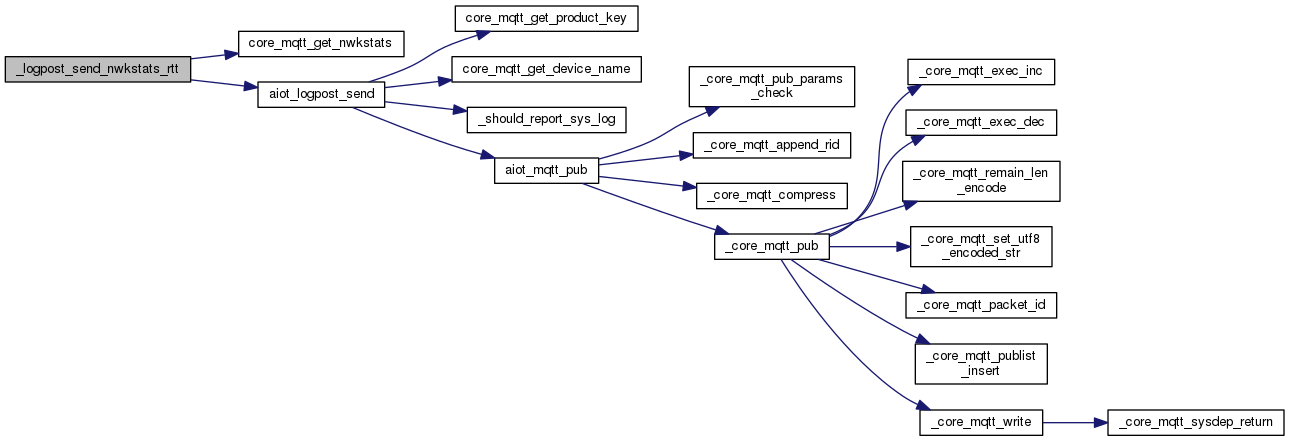 _logpost_send_nwkstats_rtt
core_mqtt_get_nwkstats
aiot_logpost_send
core_mqtt_get_product_key
core_mqtt_get_device_name
_should_report_sys_log
aiot_mqtt_pub
_core_mqtt_pub_params
_check
_core_mqtt_append_rid
_core_mqtt_compress
_core_mqtt_pub
_core_mqtt_exec_inc
_core_mqtt_exec_dec
_core_mqtt_remain_len
_encode
_core_mqtt_set_utf8
_encoded_str
_core_mqtt_packet_id
_core_mqtt_publist
_insert
_core_mqtt_write
_core_mqtt_sysdep_return